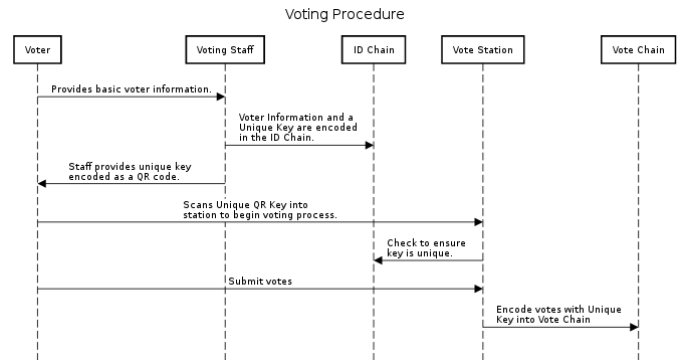 Voting Procedure
Voter
Voting Staff
ID Chain
Vote Station
Vote Chain
Provides basic voter information.
Voter Information and a
Unique Key are encoded
in the ID Chain.
Staff provides unique key
encoded as a QR code.
Scans Unique QR Key into
station to begin voting process.
Check to ensure
key is unique.
Submit votes
Encode votes with Unique
Key into Vote Chain